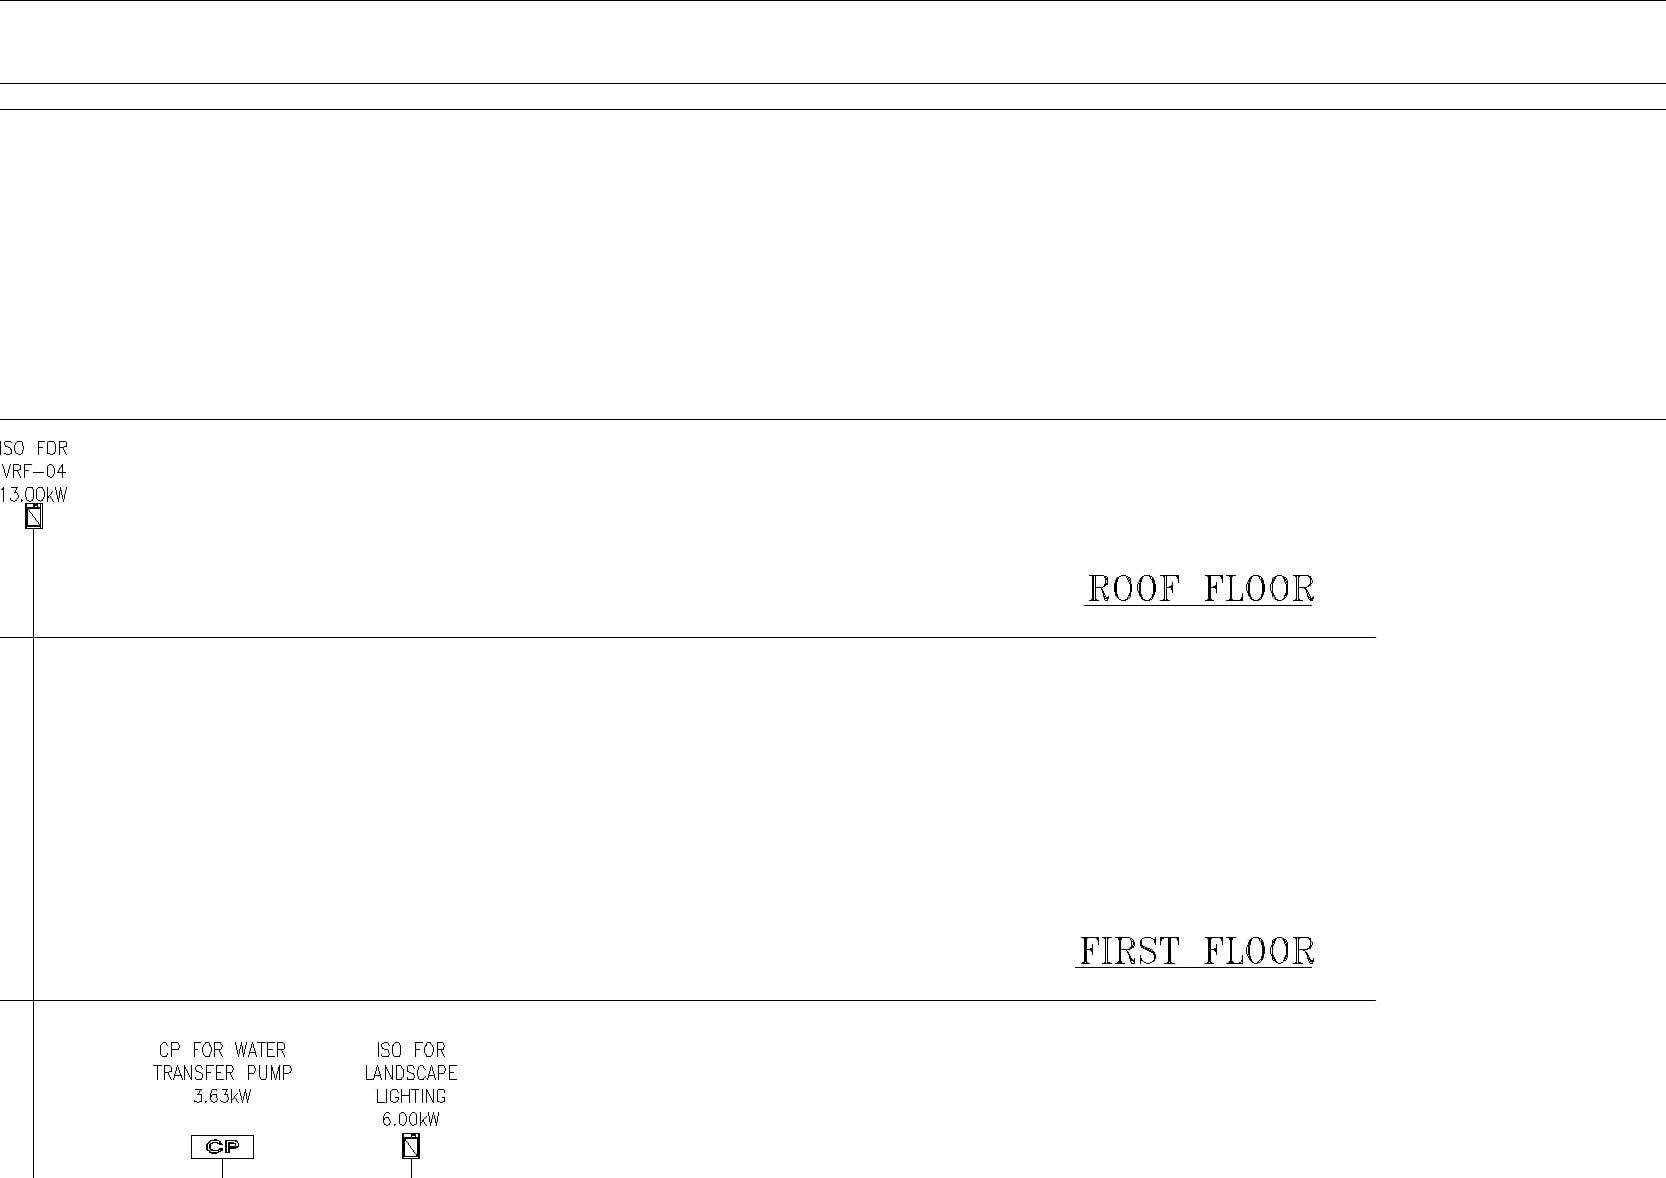 ISO FOR
VRF-04
13.00kW
ROOF FLOOR
FIRST FLOOR
CP FOR WATER
TRANSFER PUMP
3.63kW
CP
ISO FOR
LANDSCAPE
LIGHTING
6.00kW